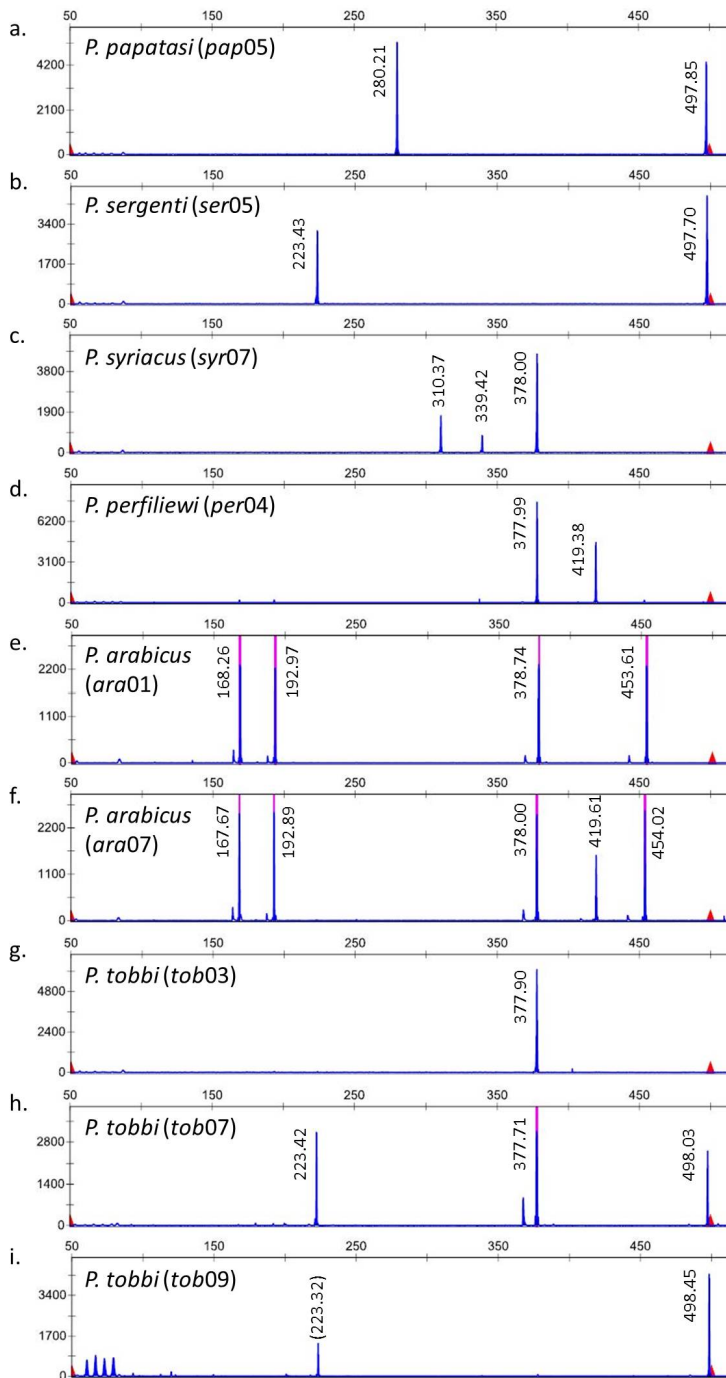 50 150 250 350 450
a.
P. papatasi (pap05)
4200
2100
0
280.21
497.85
50 150 250 350 450
b.
P. sergenti (ser05)
3400
1700
0
223.43
497.70
50 150 250 350 450
c.
P. syriacus (syr07)
3800
1900
0
310.37
339.42
378.00
50 150 250 350 450
d.
P. perfiliewi (per04)
6200
3100
0
377.99
419.38
50 150 250 350 450
e.
P. arabicus
(ara01)
2200
1100
0
168.26
192.97
378.74
453.61
50 150 250 350 450
f.
P. arabicus
(ara07)
2200
1100
0
167.67
192.89
378.00
419.61
454.02
50 150 250 350 450
g.
P. tobbi (tob03)
4800
2400
0
377.90
50 150 250 350 450
h.
P. tobbi (tob07)
2800
1400
0
223.42
377.71
498.03
50 150 250 350 450
i.
P. tobbi (tob09)
3400
1700
0
(223.32)
498.45